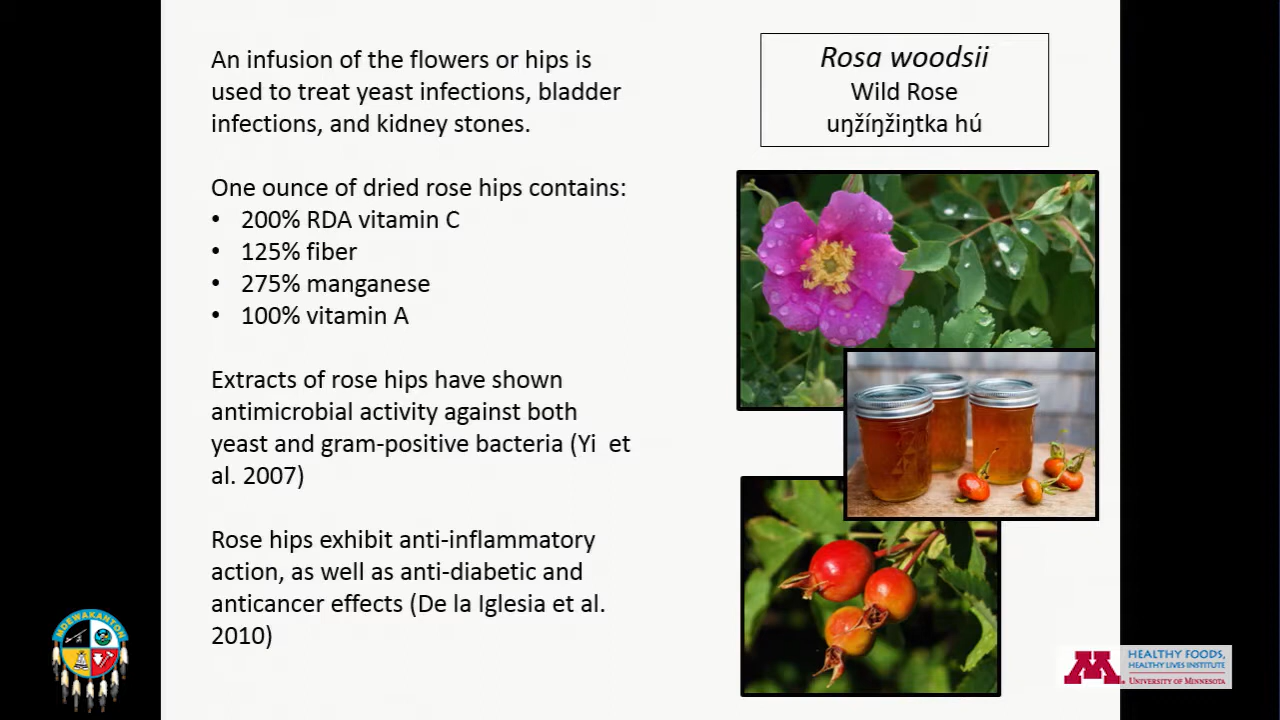 An infusion of the flowers or hips is
used to treat yeast infections, bladder
infections, and kidney stones.
One ounce of dried rose hips contains:
• 200% RDA vitamin C
• 125% fiber
• 275% manganese
• 100% vitamin A
Extracts of rose hips have shown
antimicrobial activity against both
yeast and gram-positive bacteria (Yi et
al. 2007)
Rose hips exhibit anti-inflammatory
action, as well as anti-diabetic and
anticancer effects (De la Iglesia et al.
2010)
Rosa woodsii
Wild Rose
uŋžíŋžiŋtka hú
MDEWAKANTON
M.
HEALTHY FOODS,
HEALTHY LIVES INSTITUTE
UNIVERSITY OF MINNESOTA